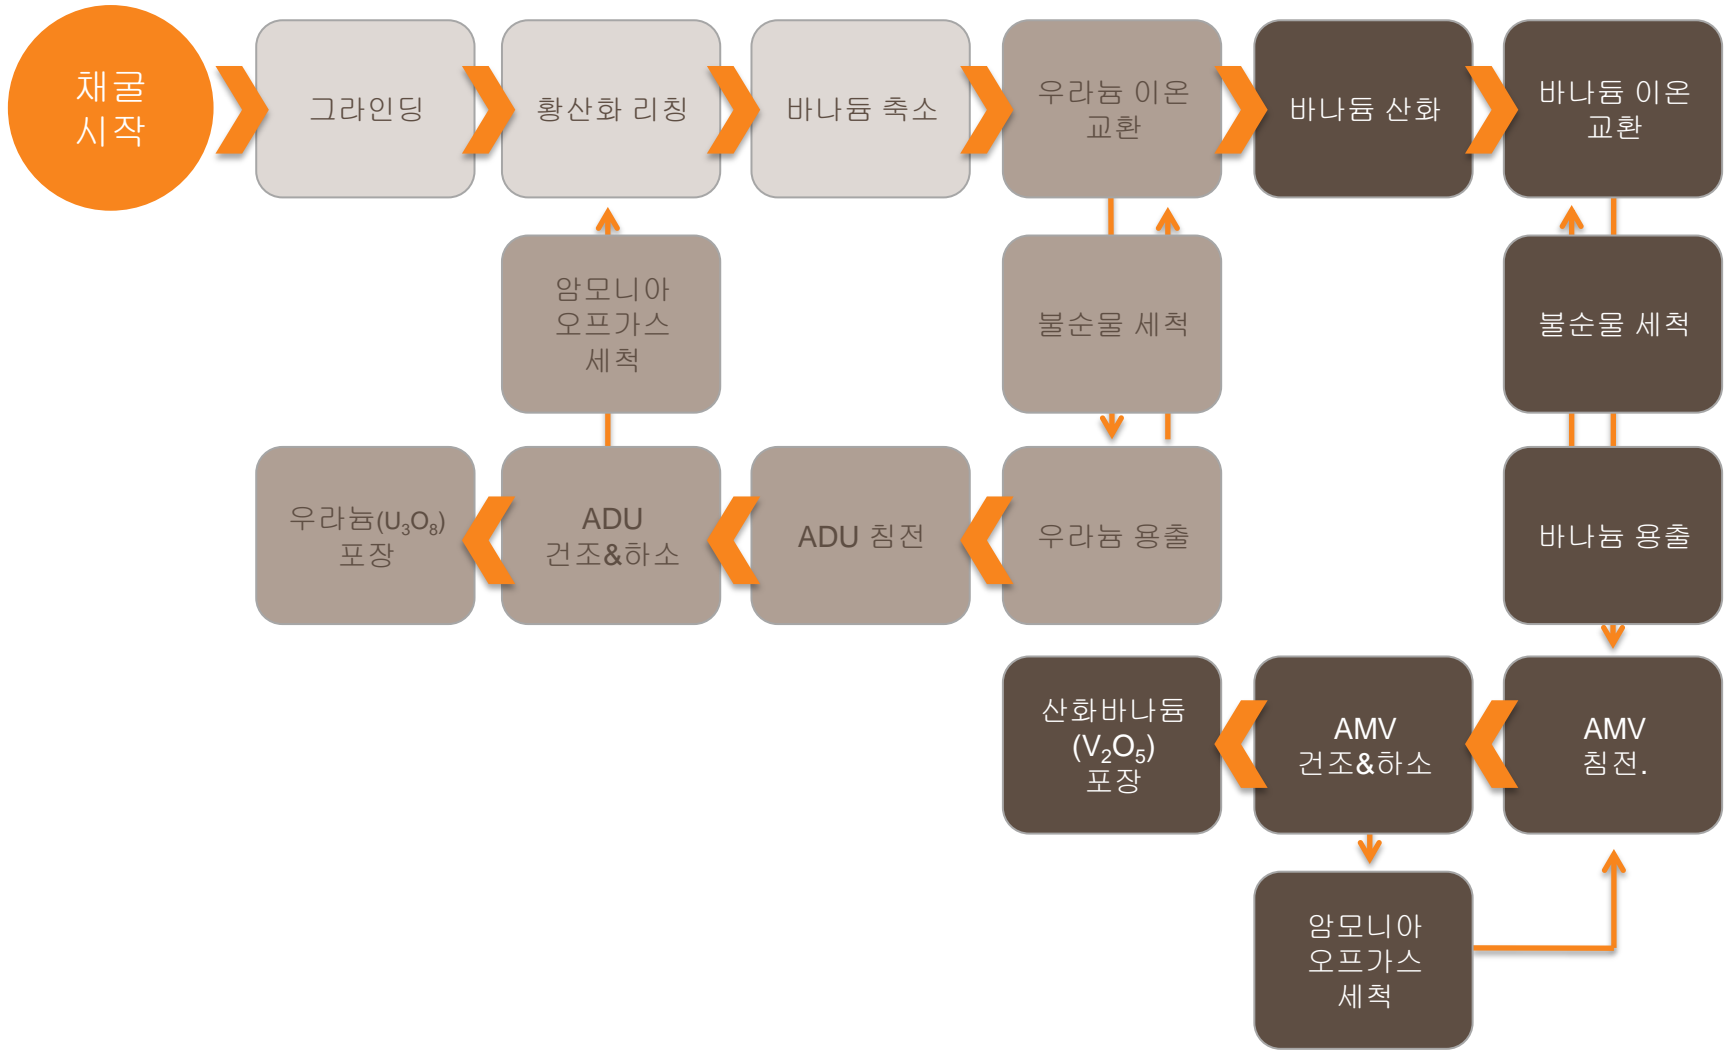 채굴
시작
그라인딩
황산화 리칭
바나듐 축소
우라늄 이온
교환
바나듐 산화
바나듐 이온
교환
암모니아
오프가스
세척
불순물 세척
불순물 세척
우라늄(U₃O₈)
포장
ADU
건조&하소
ADU 침전
우라늄 용출
바나늄 용출
산화바나듐
(V₂O₅)
포장
AMV
건조&하소
AMV
침전.
암모니아
오프가스
세척